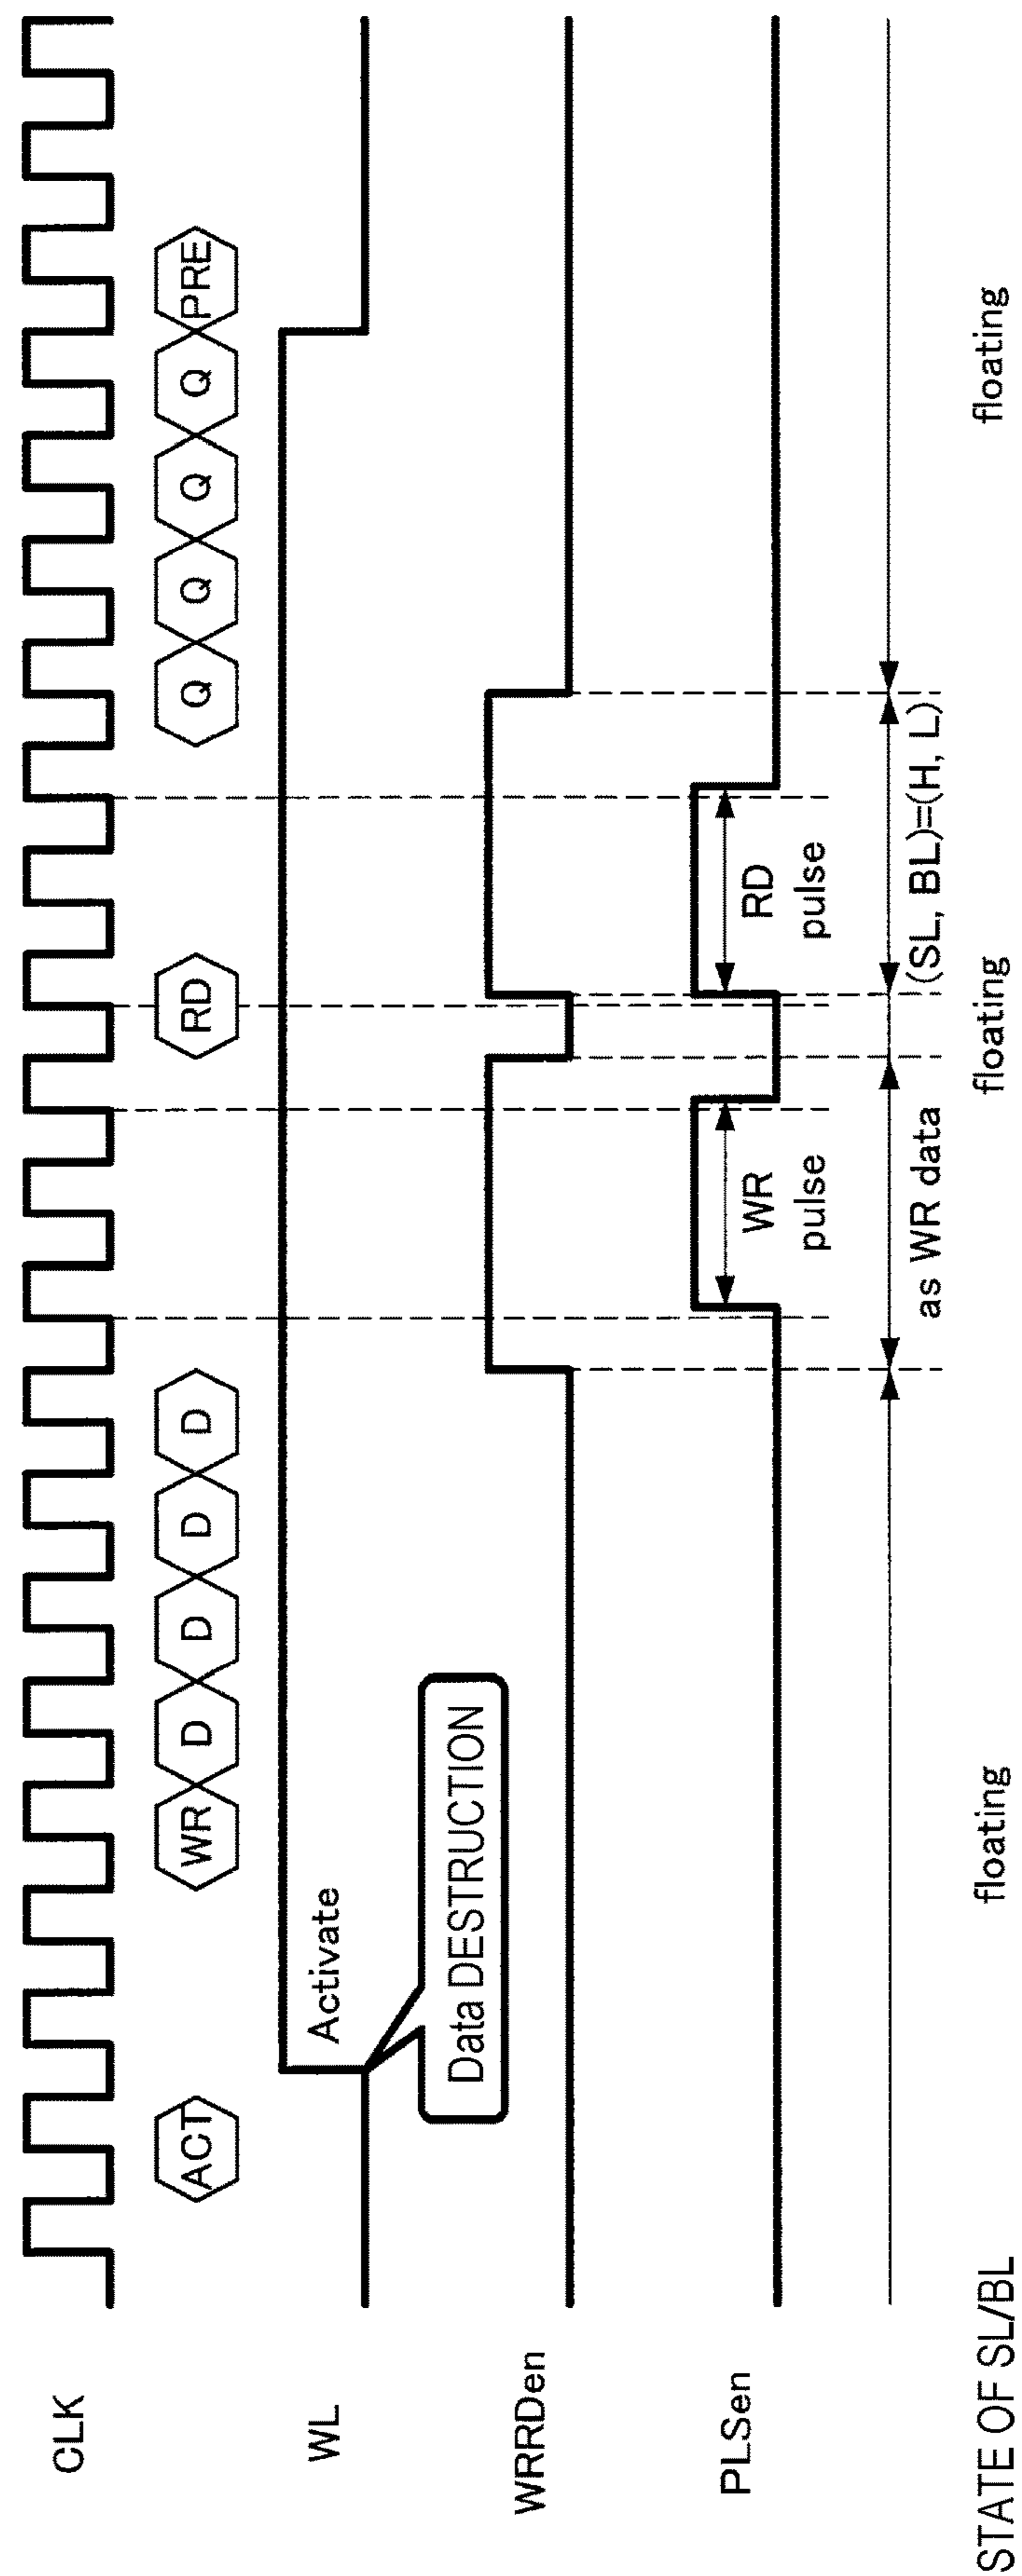 CLK
ACT
WR
D
D
D
D
RD
Q
Q
Q
Q
PRE
WL
Activate
Data DESTRUCTION
WRRDen
PLSen
WR
pulse
RD
pulse
as WR data
(SL, BL)=(H, L)
STATE OF SL/BL
floating
floating
floating